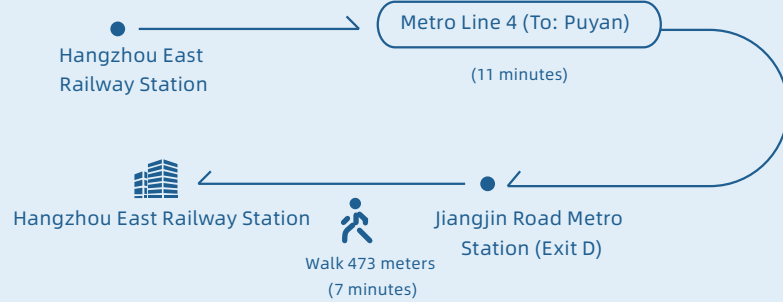 Metro Line 4 (To: Puyan)
Hangzhou East
Railway Station
(11 minutes)
Hangzhou East Railway Station
Jiangjin Road Metro
Station (Exit D)
Walk 473 meters
(7 minutes)